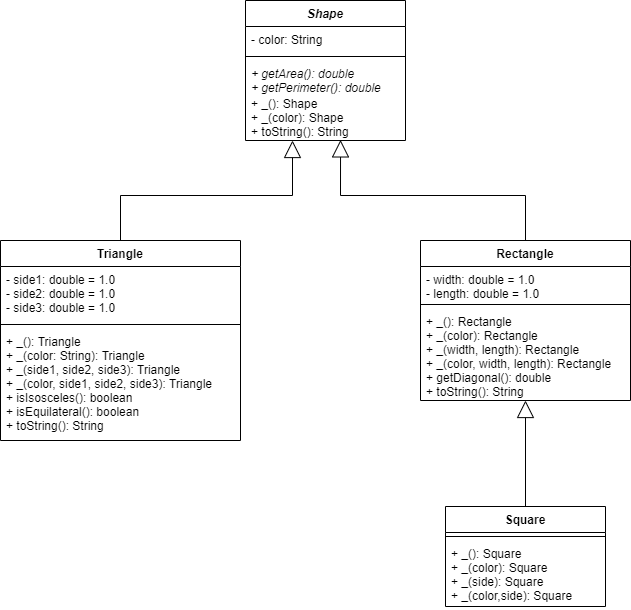 Shape
- color: String
+ getArea(): double
+ getPerimeter(): double
+ _(): Shape
+ _(color): Shape
+ toString(): String
Triangle
- side1: double = 1.0
- side2: double = 1.0
- side3: double = 1.0
+ _(): Triangle
+ _(color: String): Triangle
+ _(side1, side2, side3): Triangle
+ _(color, side1, side2, side3): Triangle
+ isIsosceles(): boolean
+ isEquilateral(): boolean
+ toString(): String
Rectangle
- width: double = 1.0
- length: double = 1.0
+ _(): Rectangle
+ _(color): Rectangle
+ _(width, length): Rectangle
+ _(color, width, length): Rectangle
+ getDiagonal(): double
+ toString(): String
Square
+ _(): Square
+ _(color): Square
+ _(side): Square
+ _(color,side): Square